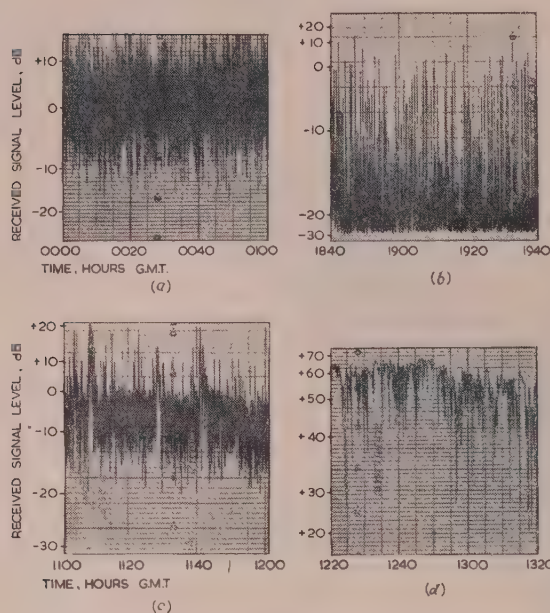 RECEIVED SIGNAL LEVEL, dB
+10
0
-10
-20
0000 0020 0040 0100
TIME, HOURS G.M.T.
(a)
+20
+10
0
-10
-20
-30
1840 1900 1920 1940
(b)
RECEIVED SIGNAL LEVEL, dB
+20
+10
0
-10
-20
-30
1100 1120 1140 1200
TIME, HOURS G.M.T
(c)
+70
+60
+50
+40
+30
+20
1220 1240 1300 1320
(d)